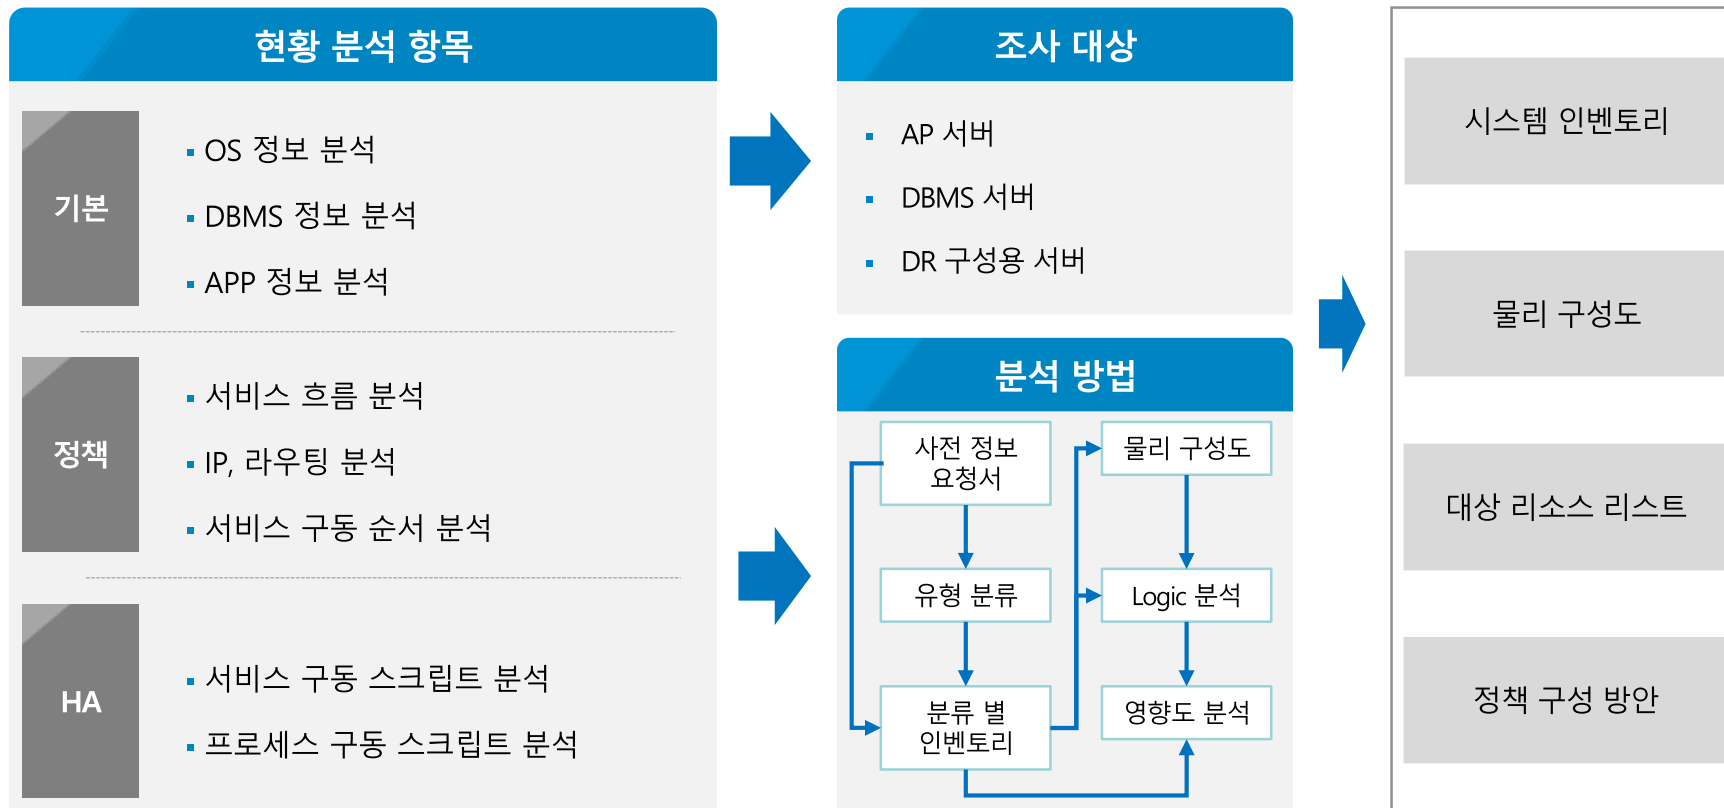 현황 분석 항목
기본
OS 정보 분석
DBMS 정보 분석
APP 정보 분석
정책
서비스 흐름 분석
IP, 라우팅 분석
서비스 구동 순서 분석
HA
서비스 구동 스크립트 분석
프로세스 구동 스크립트 분석
조사 대상
AP 서버
DBMS 서버
DR 구성용 서버
분석 방법
사전 정보
요청서
유형 분류
분류 별
인벤토리
물리 구성도
Logic 분석
영향도 분석
시스템 인벤토리
물리 구성도
대상 리소스 리스트
정책 구성 방안